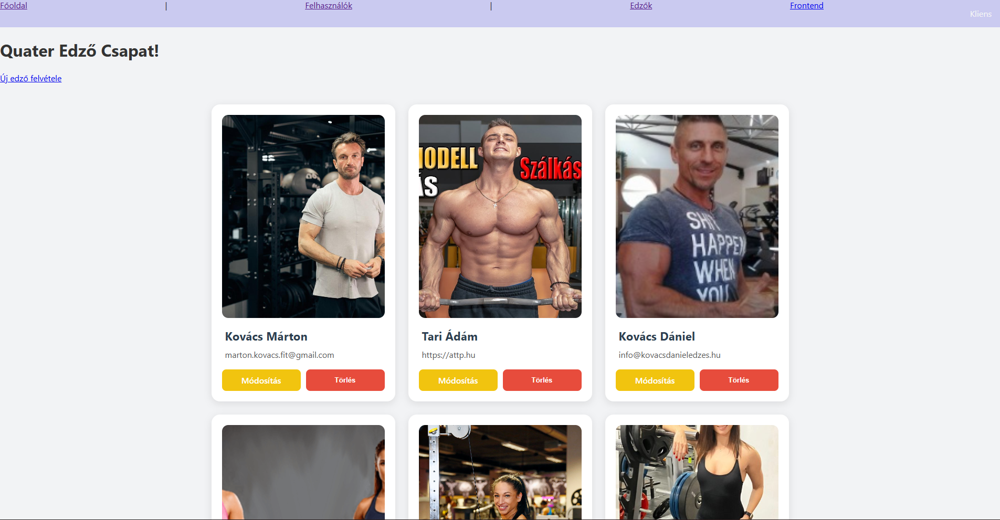 Főoldal | Felhasználók | Edzők Frontend Kliens
Quater Edző Csapat!
Új edző felvétele
MODELL
ÁS
Szálkás
SHIT
HAPPEN
WHEN
YOU
Kovács Márton
marton.kovacs.fit@gmail.com
Módosítás Törlés
Tari Ádám
https://attp.hu
Módosítás Törlés
Kovács Dániel
info@kovacsdanieledzes.hu
Módosítás Törlés